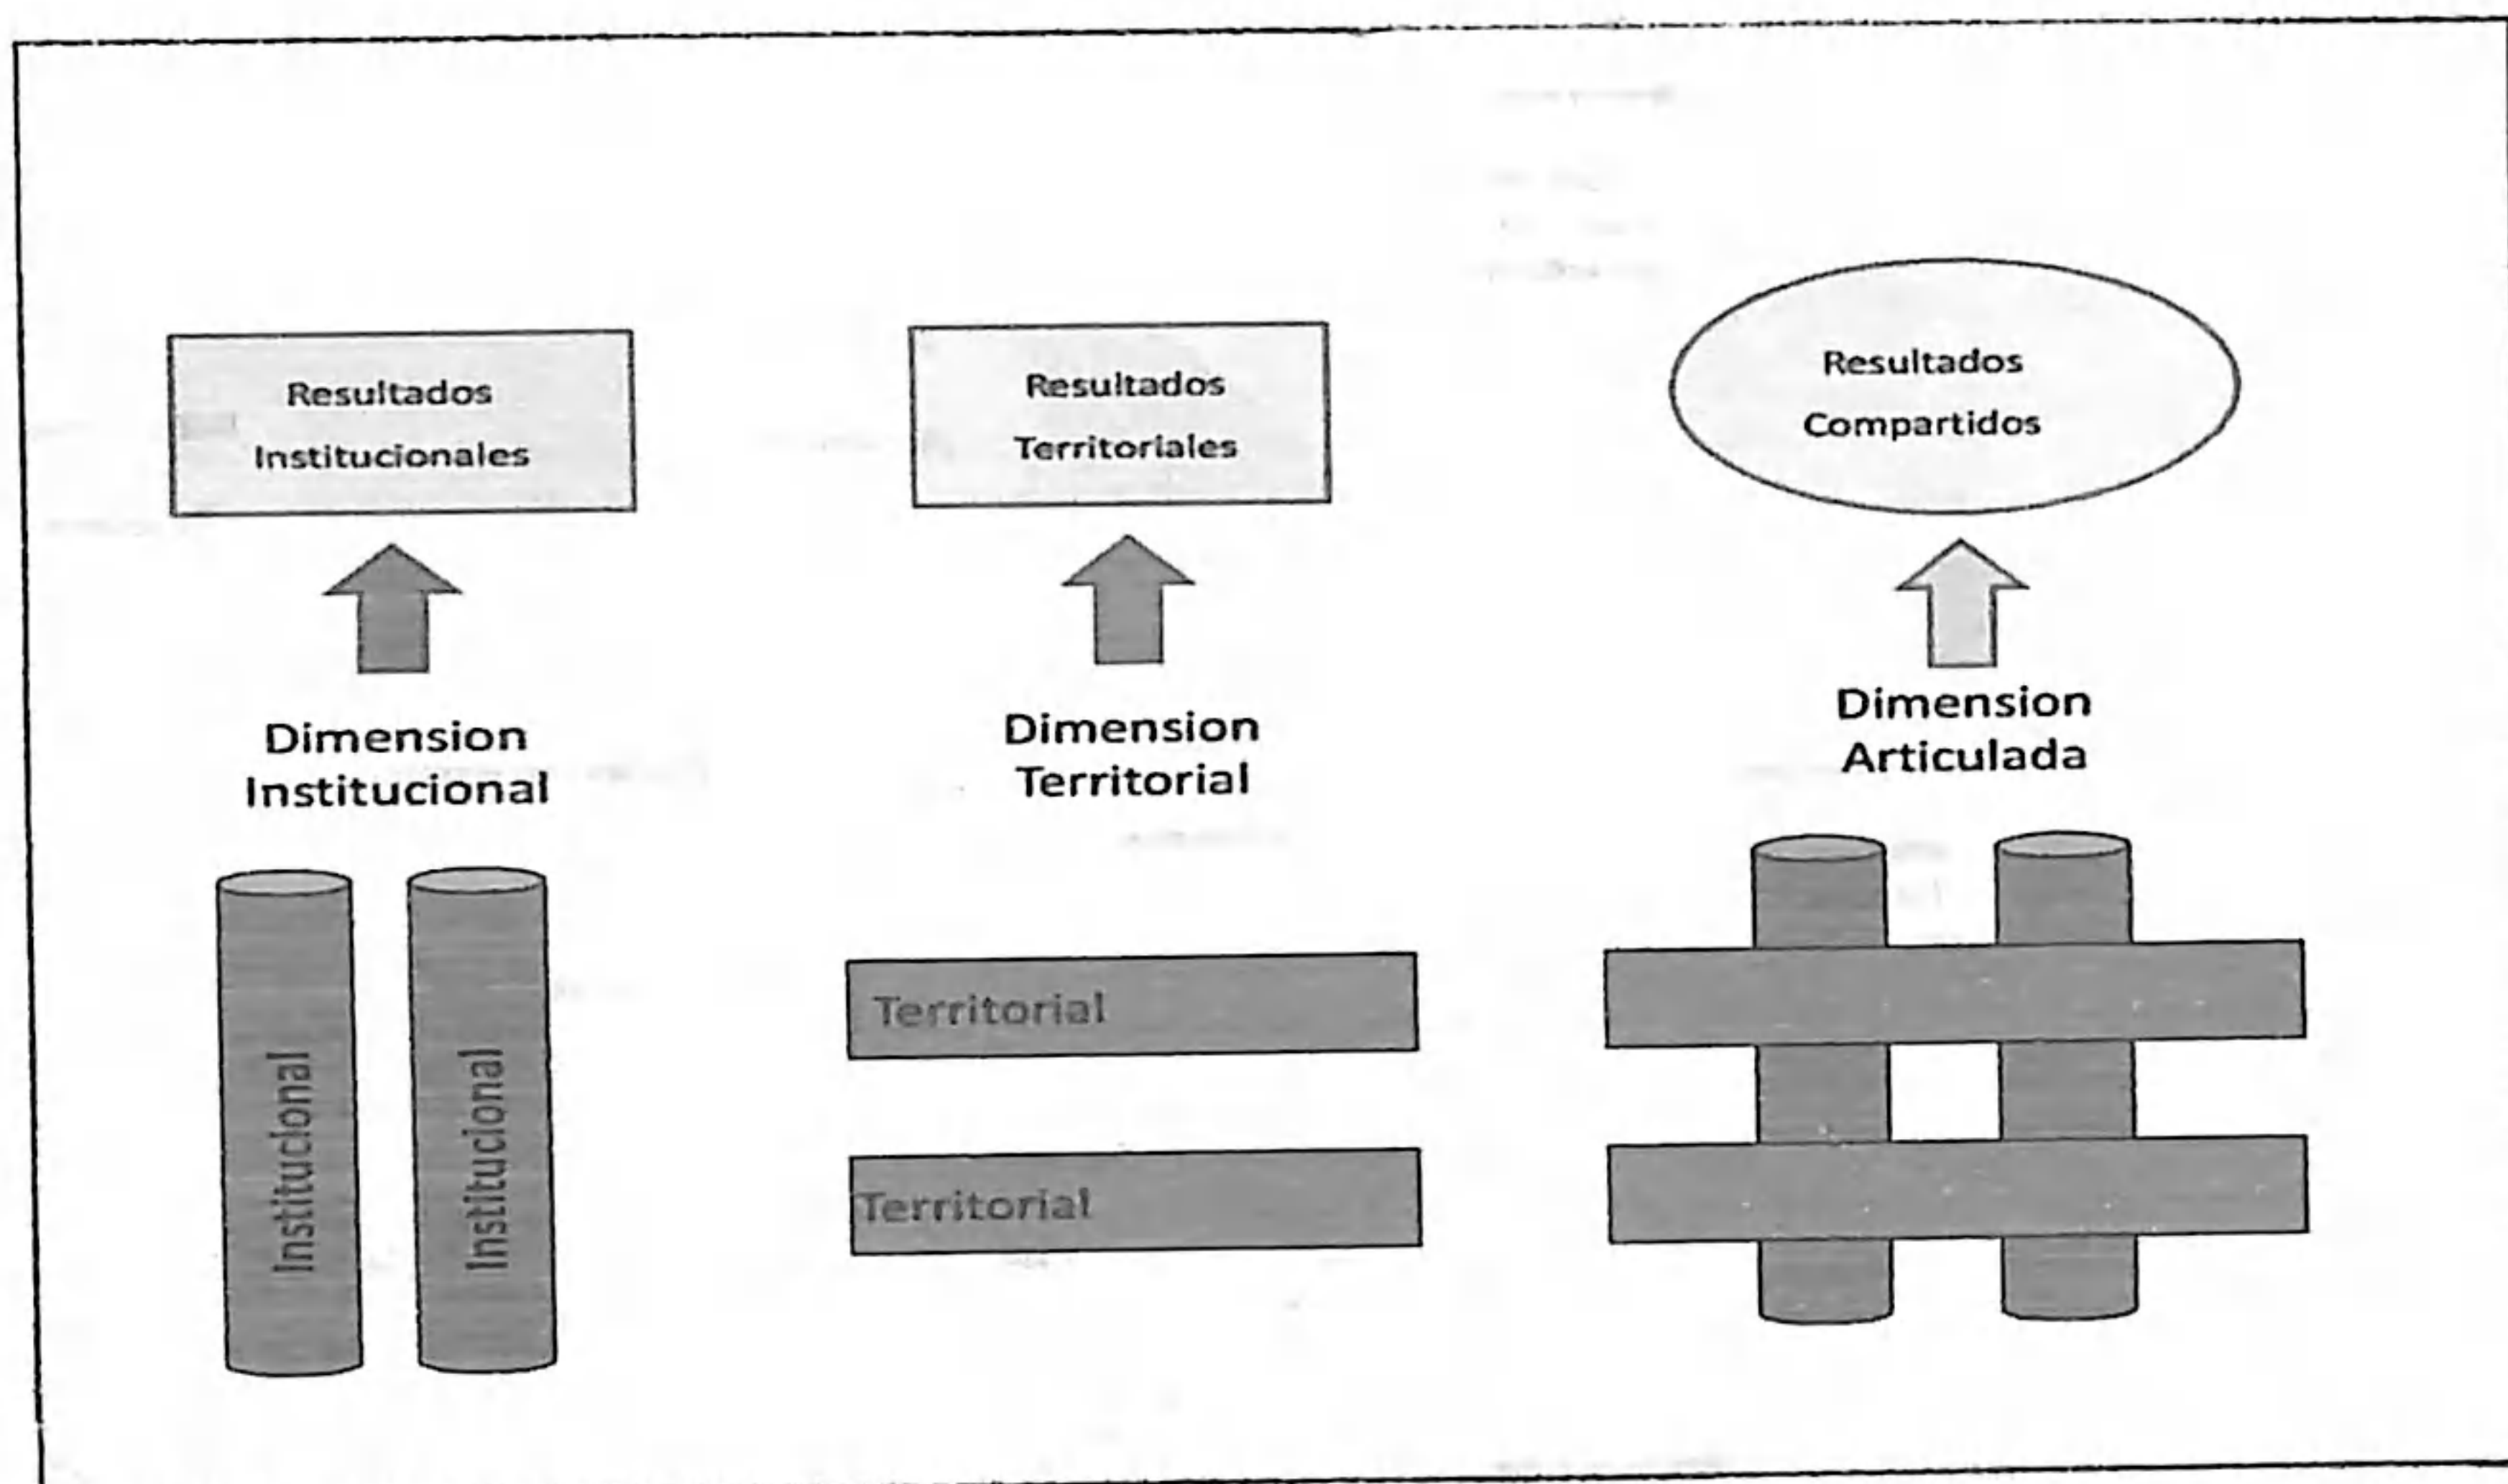 Resultados
Institucionales
Resultados
Territoriales
Resultados
Compartidos
Dimension
Institucional
Dimension
Territorial
Dimension
Articulada
Institucional
Institucional
Territorial
Territorial